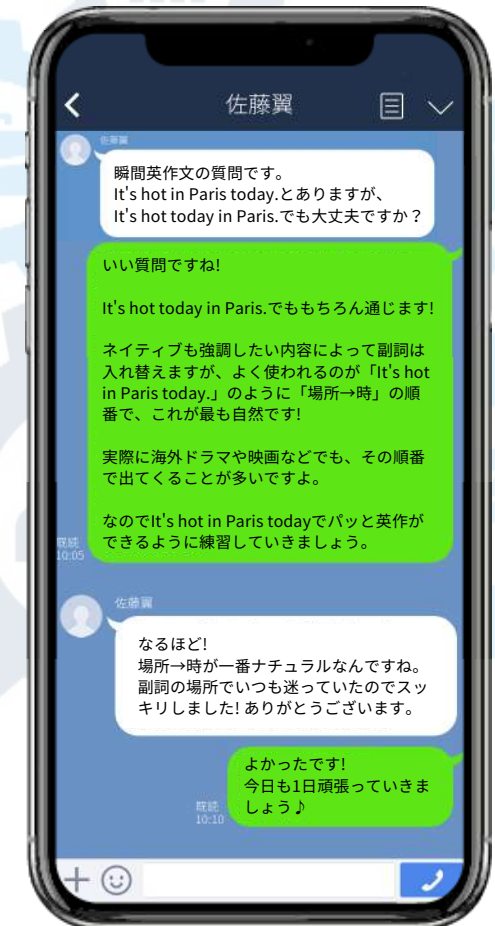 佐藤翼
佐藤翼
瞬間英作文の質問です。
It's hot in Paris today.とありますが、
It's hot today in Paris.でも大丈夫ですか？
いい質問ですね!
It's hot today in Paris.でももちろん通じます!
ネイティブも強調したい内容によって副詞は
入れ替えますが、よく使われるのが「It's hot
in Paris today.」のように「場所→時」の順
番で、これが最も自然です!
実際に海外ドラマや映画などでも、その順番
で出てくることが多いですよ。
なのでIt's hot in Paris todayでパッと英作が
できるように練習していきましょう。
既読
10:05
佐藤翼
なるほど!
場所→時が一番ナチュラルなんですね。
副詞の場所でいつも迷っていたのでスッ
キリしました! ありがとうございます。
よかったです!
今日も1日頑張っていきま
しょう♪
既読
10:10